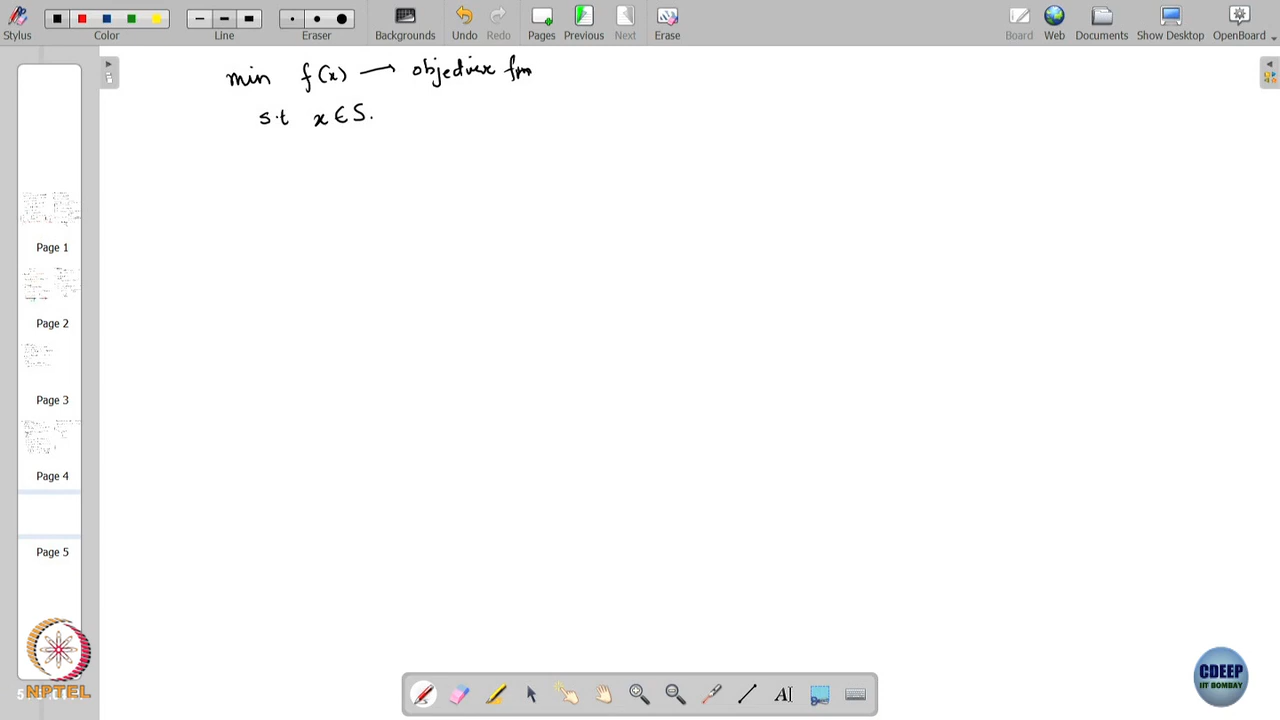 Stylus
Color
Line
Eraser
Backgrounds
Undo
Redo
Pages
Previous
Next
Erase
Board
Web
Documents
Show Desktop
OpenBoard
min f(x) → objective fn
s.t x ∈ S.
Page 1
Page 2
Page 3
Page 4
Page 5
NPTEL
CDEEP
IIT BOMBAY